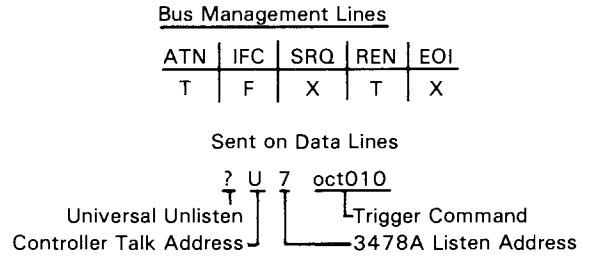 Bus Management Lines
ATN IFC SRQ REN EOI
T F X T X
Sent on Data Lines
? U 7 oct010
Universal Unlisten Trigger Command
Controller Talk Address 3478A Listen Address